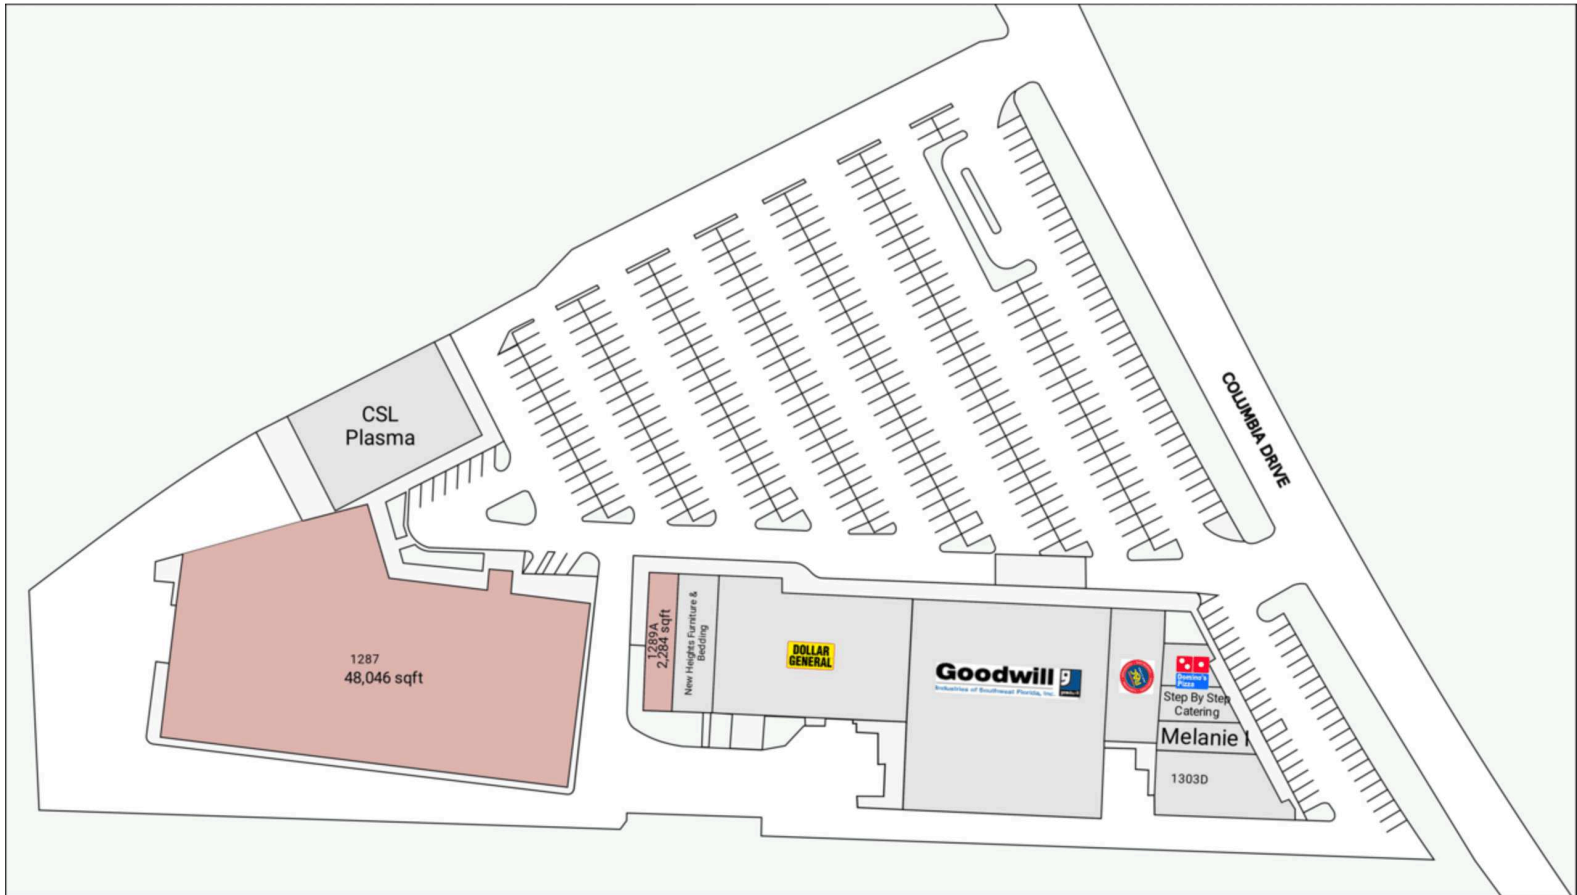 COLUMBIA DRIVE
CSL
Plasma
1287
48,046 sqft
1289A
2,284 sqft
New Heights Furniture &
Bedding
DOLLAR
GENERAL
Goodwill
Industries of Southwest Florida, Inc.
Domino's
Pizza
Step By Step
Catering
Melanie
1303D